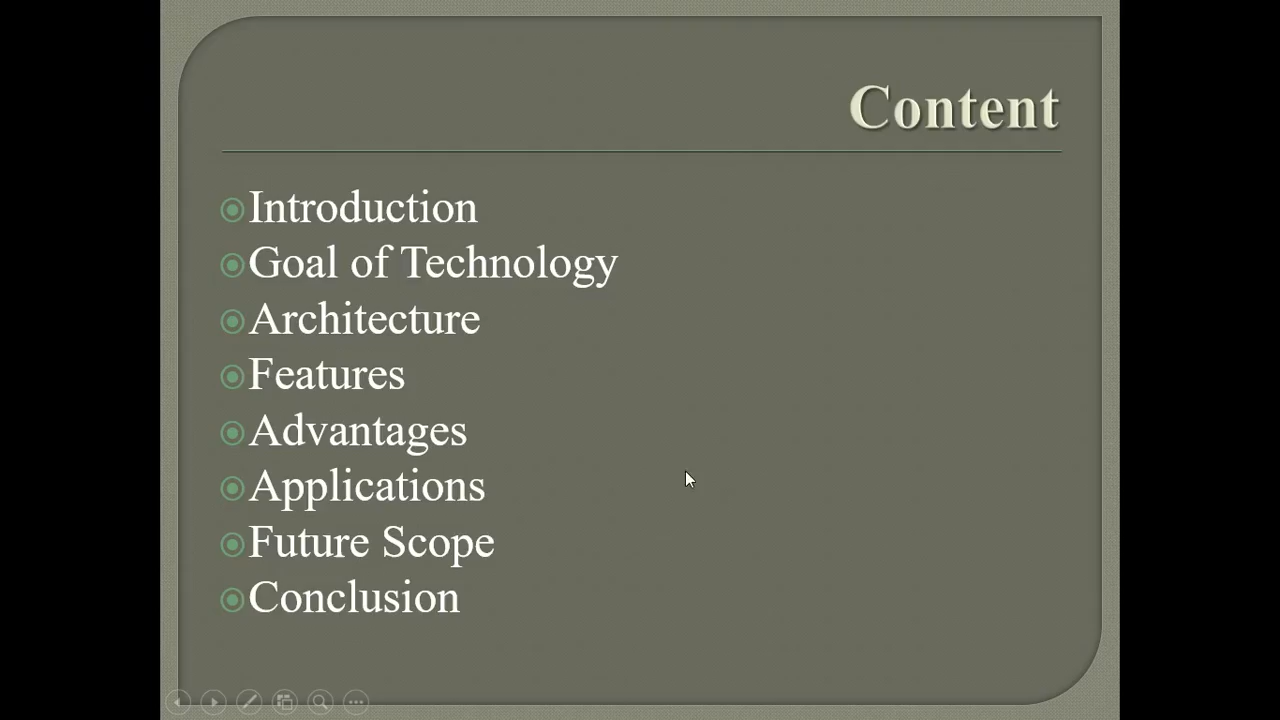 Content
Introduction
Goal of Technology
Architecture
Features
Advantages
Applications
Future Scope
Conclusion